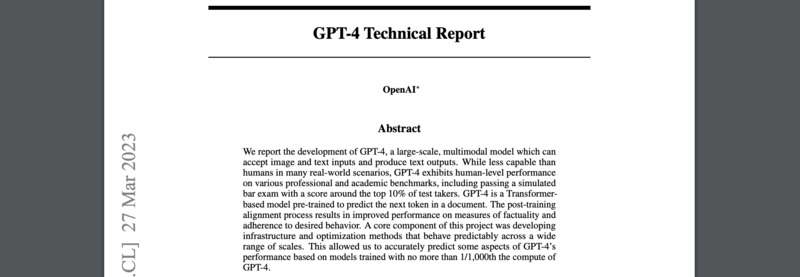 GPT-4 Technical Report
OpenAI*
Abstract
We report the development of GPT-4, a large-scale, multimodal model which can
accept image and text inputs and produce text outputs. While less capable than
humans in many real-world scenarios, GPT-4 exhibits human-level performance
on various professional and academic benchmarks, including passing a simulated
bar exam with a score around the top 10% of test takers. GPT-4 is a Transformer-
based model pre-trained to predict the next token in a document. The post-training
alignment process results in improved performance on measures of factuality and
adherence to desired behavior. A core component of this project was developing
infrastructure and optimization methods that behave predictably across a wide
range of scales. This allowed us to accurately predict some aspects of GPT-4's
performance based on models trained with no more than 1/1,000th the compute of
GPT-4.
.CL] 27 Mar 2023